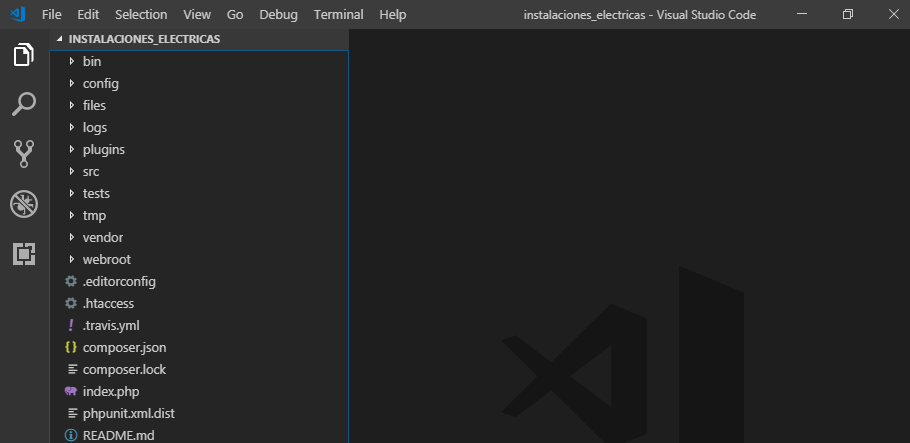 File Edit Selection View Go Debug Terminal Help instalaciones_electricas - Visual Studio Code
INSTALACIONES_ELECTRICAS
bin
config
files
logs
plugins
src
tests
tmp
vendor
webroot
.editorconfig
.htaccess
.travis.yml
composer.json
composer.lock
index.php
phpunit.xml.dist
README.md